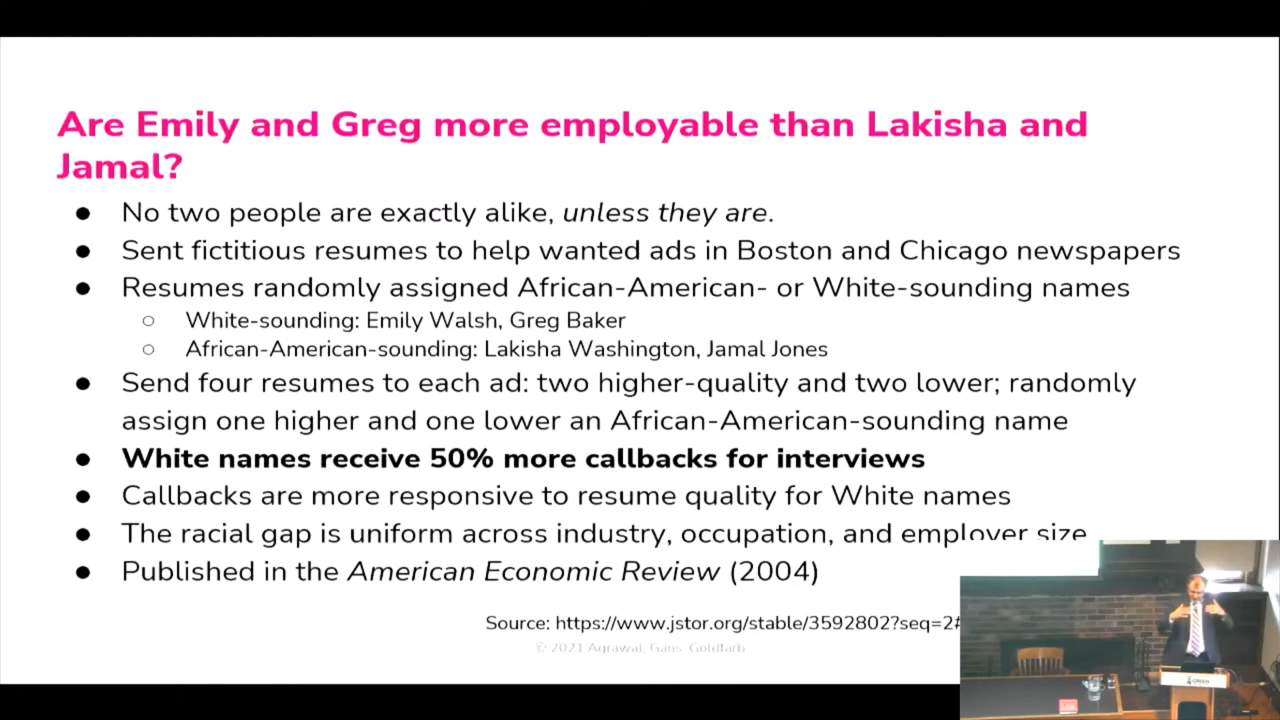 Are Emily and Greg more employable than Lakisha and
Jamal?
● No two people are exactly alike, unless they are.
● Sent fictitious resumes to help wanted ads in Boston and Chicago newspapers
● Resumes randomly assigned African-American- or White-sounding names
○ White-sounding: Emily Walsh, Greg Baker
○ African-American-sounding: Lakisha Washington, Jamal Jones
● Send four resumes to each ad: two higher-quality and two lower; randomly
assign one higher and one lower an African-American-sounding name
● White names receive 50% more callbacks for interviews
● Callbacks are more responsive to resume quality for White names
● The racial gap is uniform across industry, occupation, and employer size
● Published in the American Economic Review (2004)
Source: https://www.jstor.org/stable/3592802?seq=2#
© 2021 Agrawal, Gans, Goldfarb
GREEN